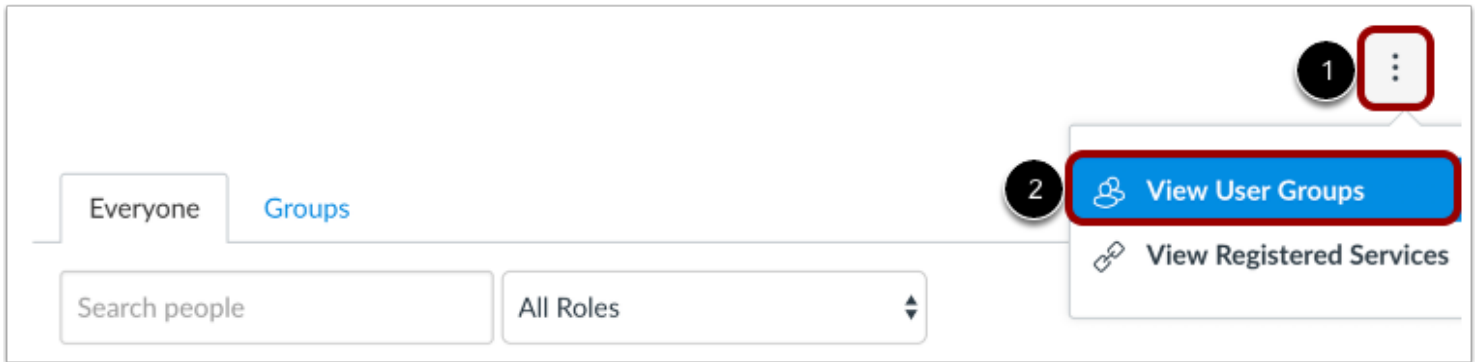 1
2
View User Groups
Everyone
Groups
View Registered Services
Search people
All Roles